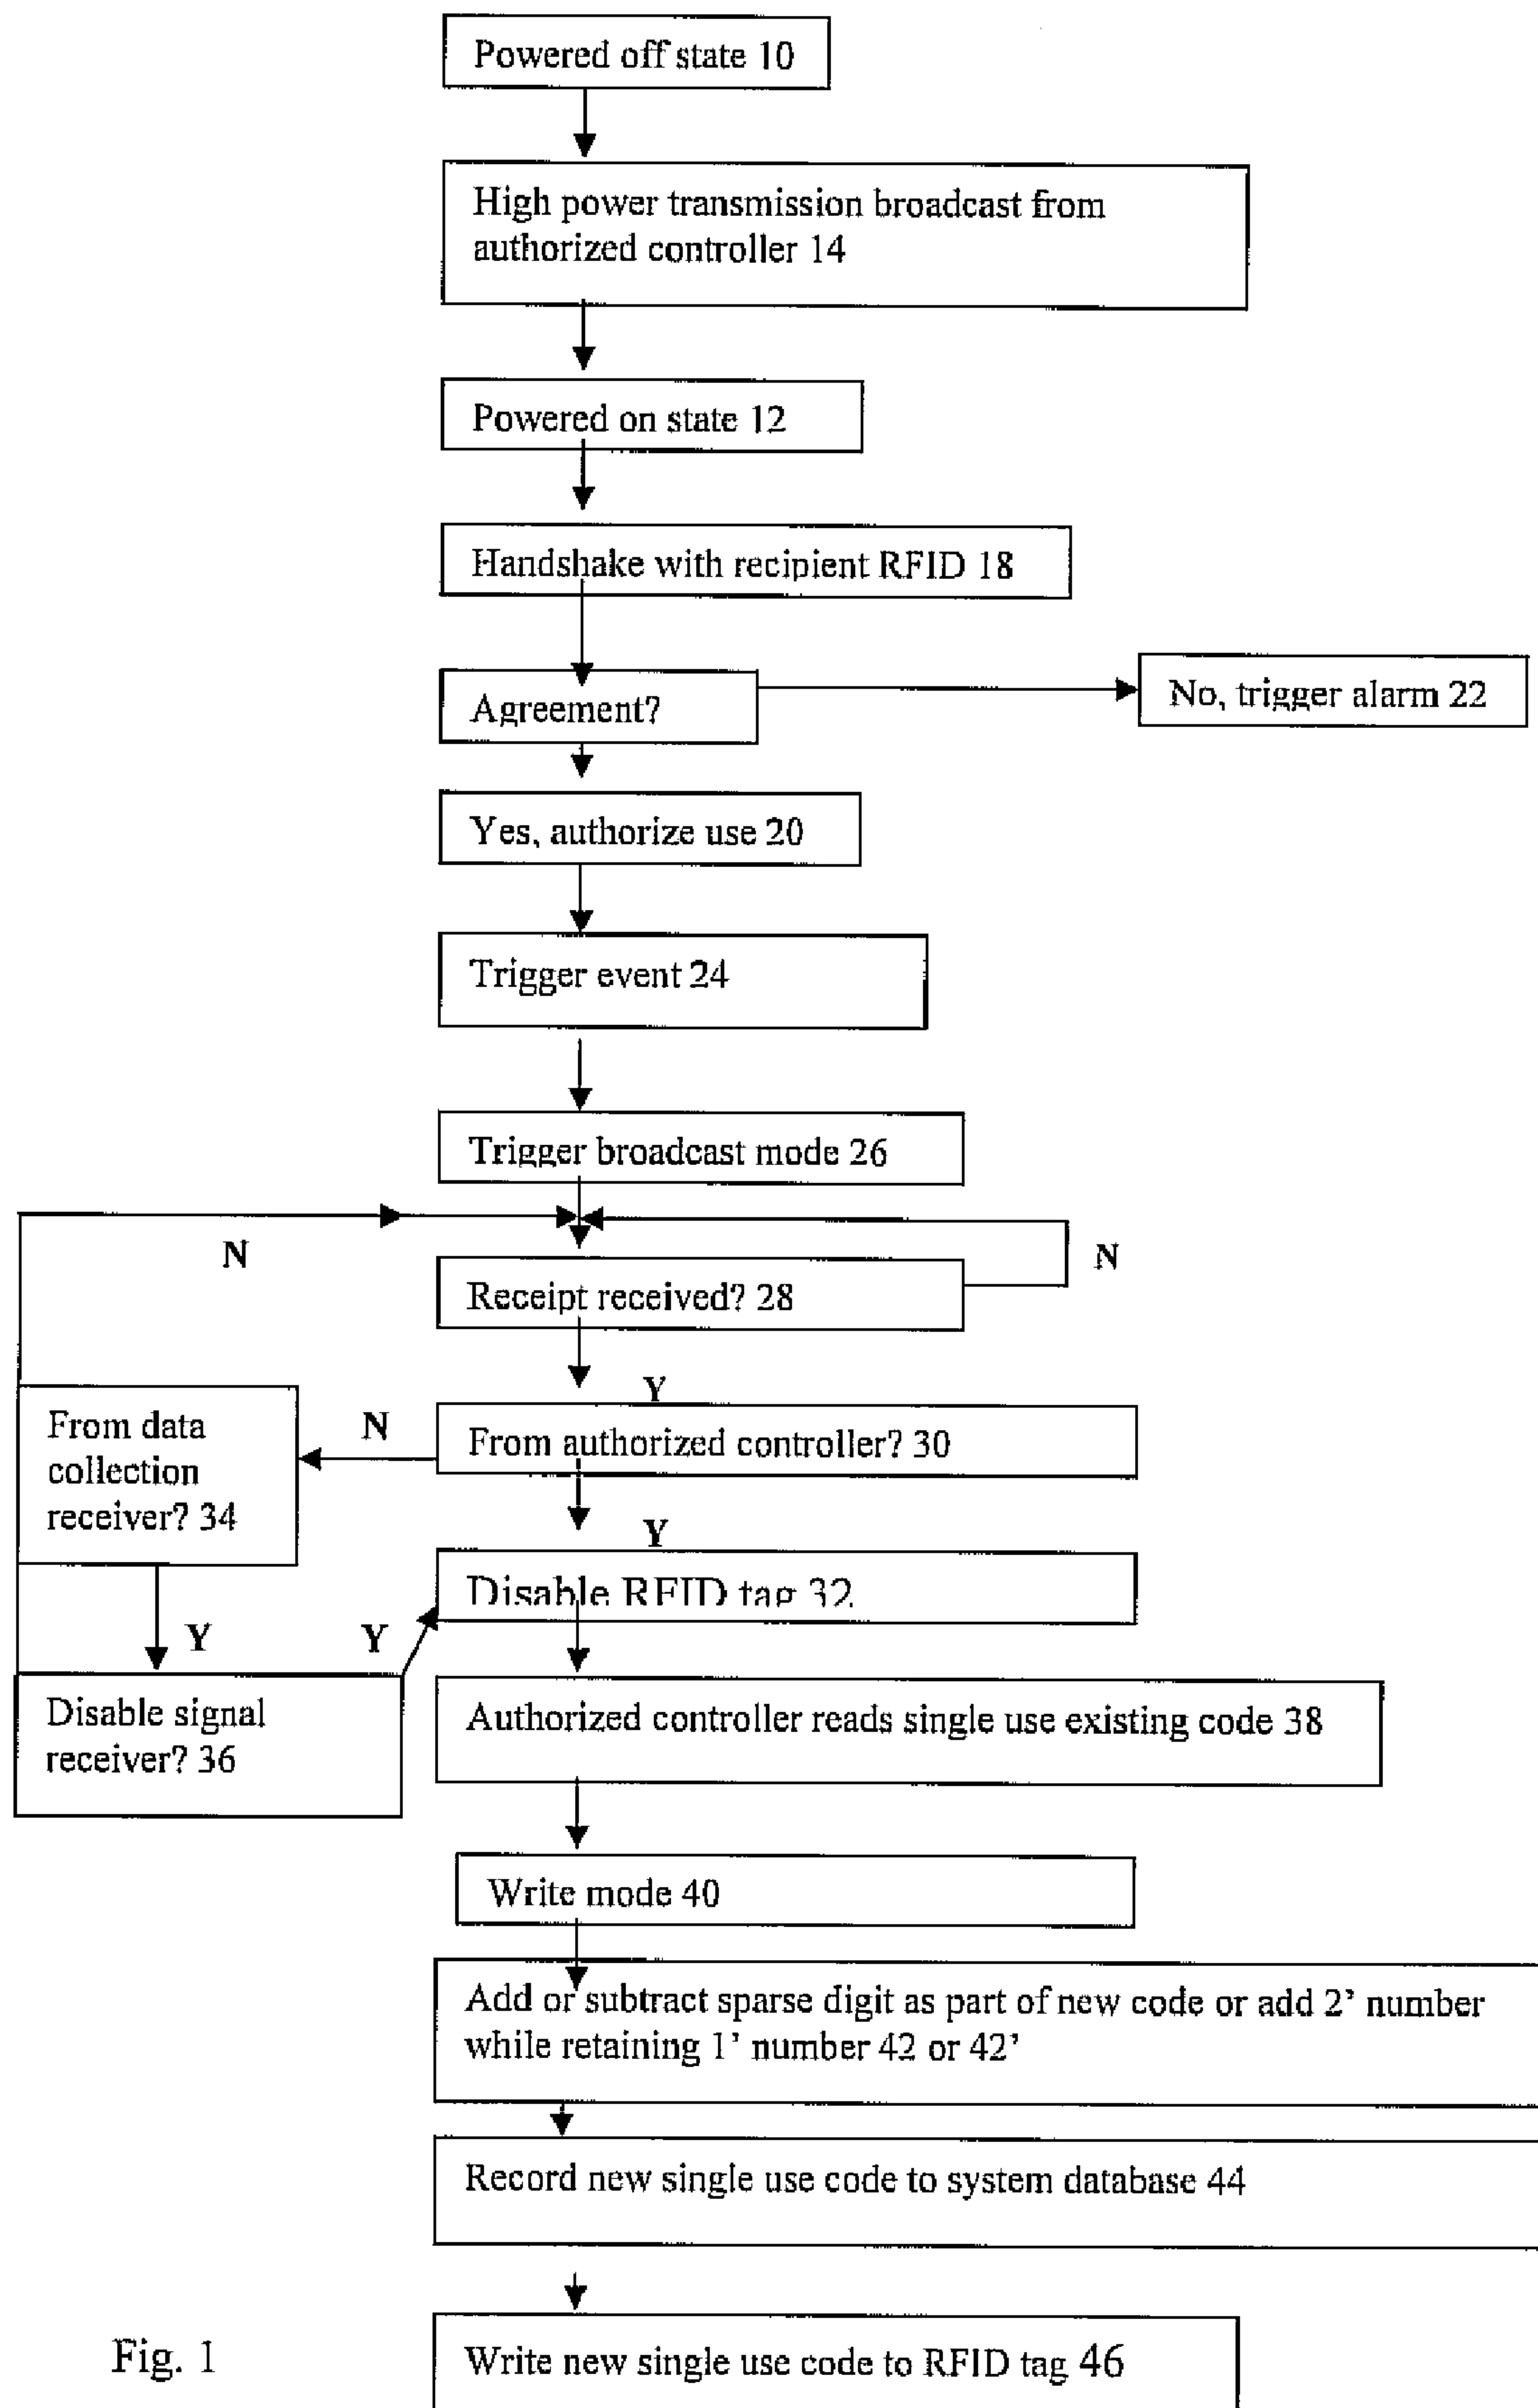 Powered off state 10
High power transmission broadcast from
authorized controller 14
Powered on state 12
Handshake with recipient RFID 18
Agreement?
No, trigger alarm 22
Yes, authorize use 20
Trigger event 24
Trigger broadcast mode 26
N
N
Receipt received? 28
Y
From data
collection
receiver? 34
N
From authorized controller? 30
Y
Disable RFID tag 32
Y
Y
Disable signal
receiver? 36
Authorized controller reads single use existing code 38
Write mode 40
Add or subtract sparse digit as part of new code or add 2’ number
while retaining 1’ number 42 or 42’
Record new single use code to system database 44
Write new single use code to RFID tag 46
Fig. 1